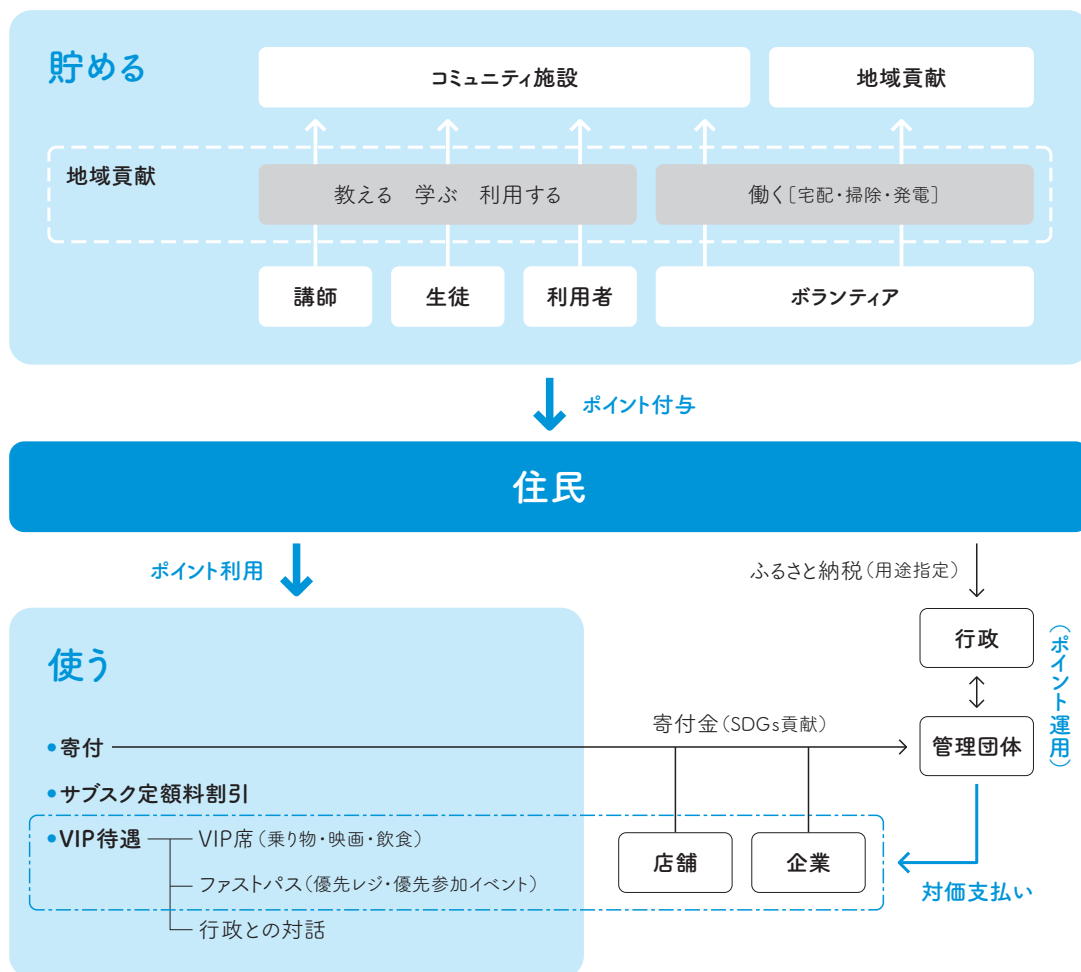 貯める
コミュニティ施設
地域貢献
地域貢献
教える 学ぶ 利用する
働く[宅配・掃除・発電]
講師
生徒
利用者
ボランティア
ポイント付与
住民
ポイント利用
ふるさと納税(用途指定)
使う
行政
(ポイント運用)
寄付金(SDGs貢献)
•寄付
管理団体
•サブスク定額料割引
•VIP待遇
VIP席(乗り物・映画・飲食)
店舗
企業
ファストパス(優先レジ・優先参加イベント)
対価支払い
行政との対話